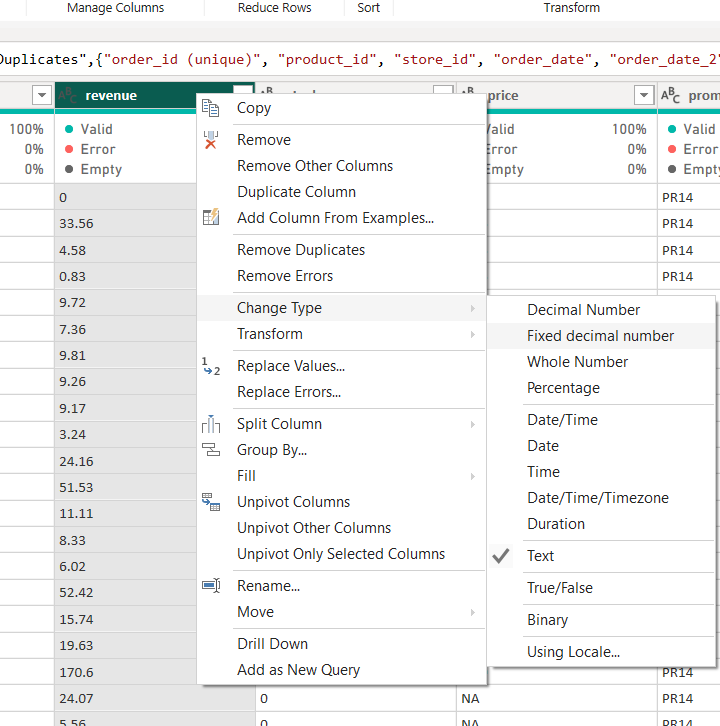 Manage Columns Reduce Rows Sort Transform
Duplicates",{"order_id (unique)", "product_id", "store_id", "order_date", "order_date_2"
ABC revenue price ABC prom
100% Valid Valid 100% Valid
0% Error Error 0% Error
0% Empty Empty 0% Empty
0 PR14
33.56 PR14
4.58 PR14
0.83 PR14
9.72
7.36
9.81
9.26
9.17
3.24
24.16
51.53
11.11
8.33
6.02
52.42
15.74
19.63
170.6 PR14
24.07 0 NA PR14
5.56 0 NA PR14
Copy
Remove
Remove Other Columns
Duplicate Column
Add Column From Examples...
Remove Duplicates
Remove Errors
Change Type
Transform
1 2 Replace Values...
Replace Errors...
Split Column
Group By...
Fill
Unpivot Columns
Unpivot Other Columns
Unpivot Only Selected Columns
Rename...
Move
Drill Down
Add as New Query
Decimal Number
Fixed decimal number
Whole Number
Percentage
Date/Time
Date
Time
Date/Time/Timezone
Duration
Text
True/False
Binary
Using Locale...